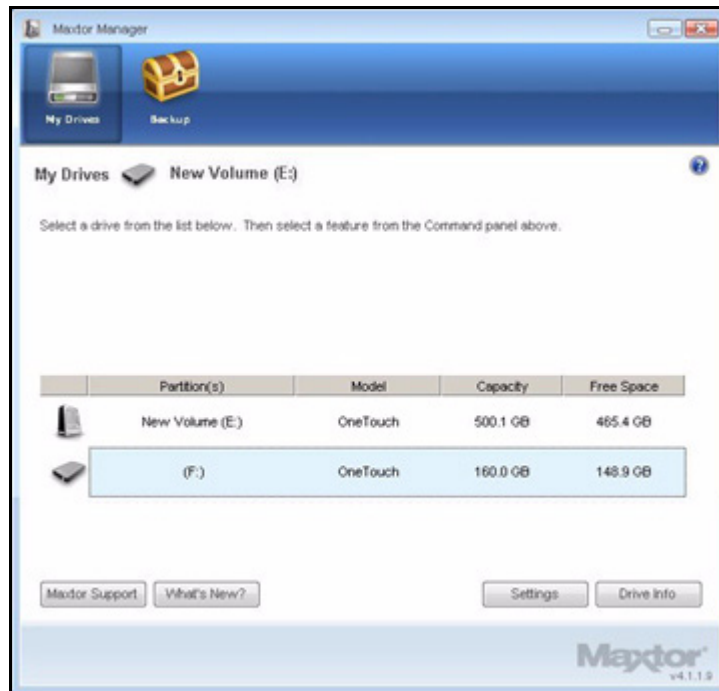 Maxtor Manager
My Drives Backup
My Drives New Volume (E:)
Select a drive from the list below. Then select a feature from the Command panel above.
Partition(s) Model Capacity Free Space
New Volume (E:) OneTouch 500.1 GB 465.4 GB
(F:) OneTouch 160.0 GB 148.9 GB
Maxtor Support What's New? Settings Drive Info
Maxtor
v4.1.1.9